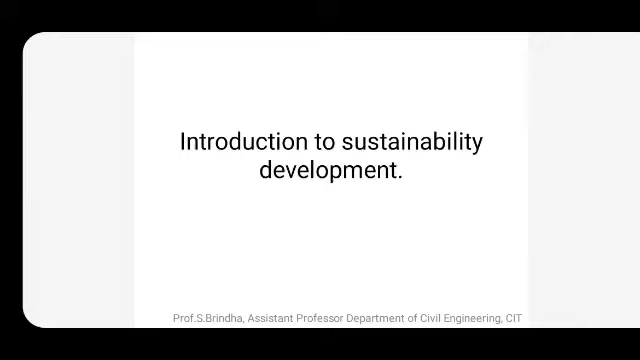 Introduction to sustainability
development.
Prof.S.Brindha, Assistant Professor Department of Civil Engineering, CIT